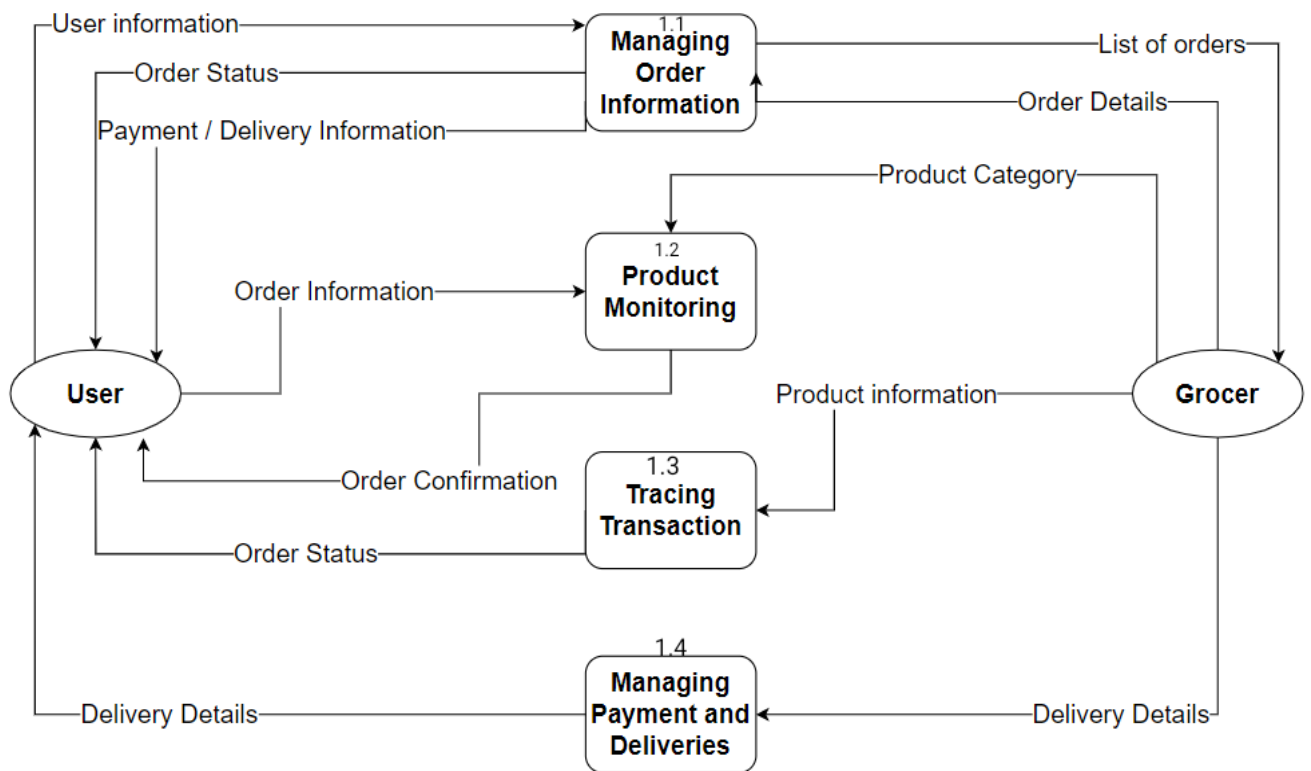 User information
1.1
Managing
Order
Information
List of orders
Order Status
Order Details
Payment / Delivery Information
Product Category
1.2
Product
Monitoring
Order Information
User
Product information
Grocer
Order Confirmation
1.3
Tracing
Transaction
Order Status
1.4
Managing
Payment and
Deliveries
Delivery Details
Delivery Details